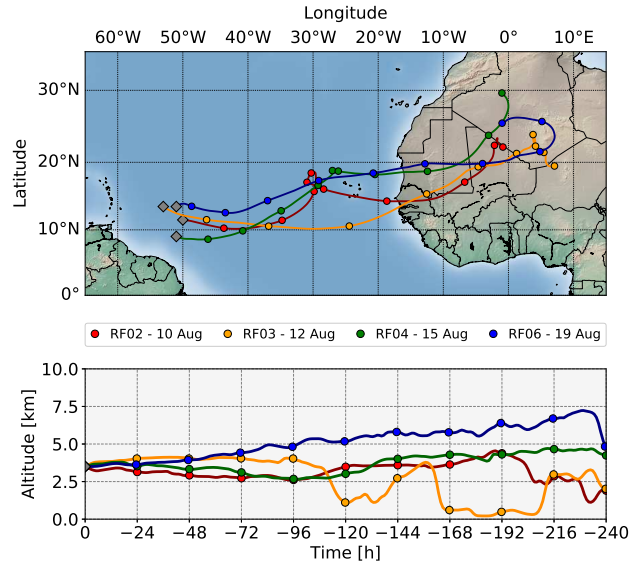 Longitude
60°W 50°W 40°W 30°W 20°W 10°W 0° 10°E
Latitude
30°N
20°N
10°N
0°
RF02 - 10 Aug RF03 - 12 Aug RF04 - 15 Aug RF06 - 19 Aug
Altitude [km]
10.0
7.5
5.0
2.5
0.0
0 −24 −48 −72 −96 −120 −144 −168 −192 −216 −240
Time [h]